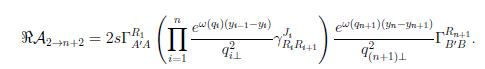 $$\Re\mathcal{A}_{2\to n+2} = 2s\Gamma^{R_1}_{A'A} \left( \prod_{i=1}^{n} \frac{e^{\omega(q_i)(y_{i-1}-y_i)}}{q_{i\perp}^2} \gamma^{J_i}_{R_i R_{i+1}} \right) \frac{e^{\omega(q_{n+1})(y_n - y_{n+1})}}{q_{(n+1)\perp}^2} \Gamma^{R_{n+1}}_{B'B}.$$